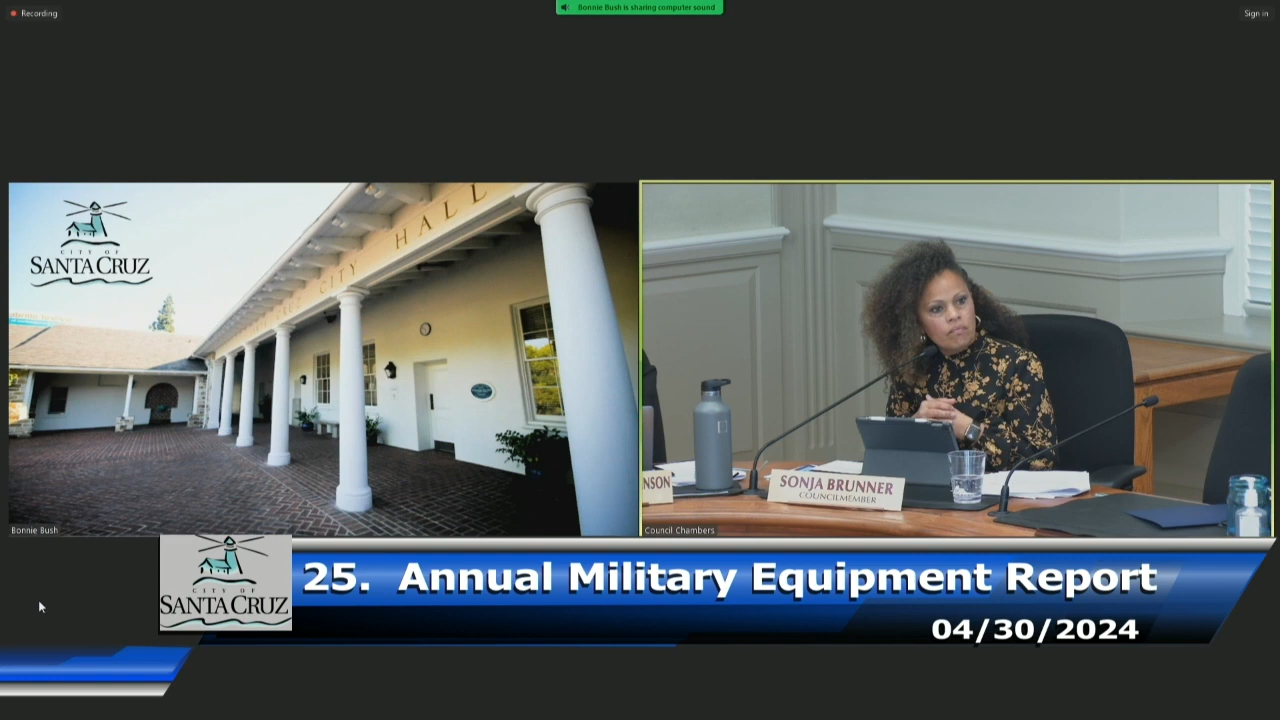 Recording
Bonnie Bush is sharing computer sound
Sign in
CITY OF
SANTA CRUZ
CITY HALL
NSON
SONJA BRUNNER
COUNCILMEMBER
Bonnie Bush
Council Chambers
CITY OF
SANTA CRUZ
25. Annual Military Equipment Report
04/30/2024